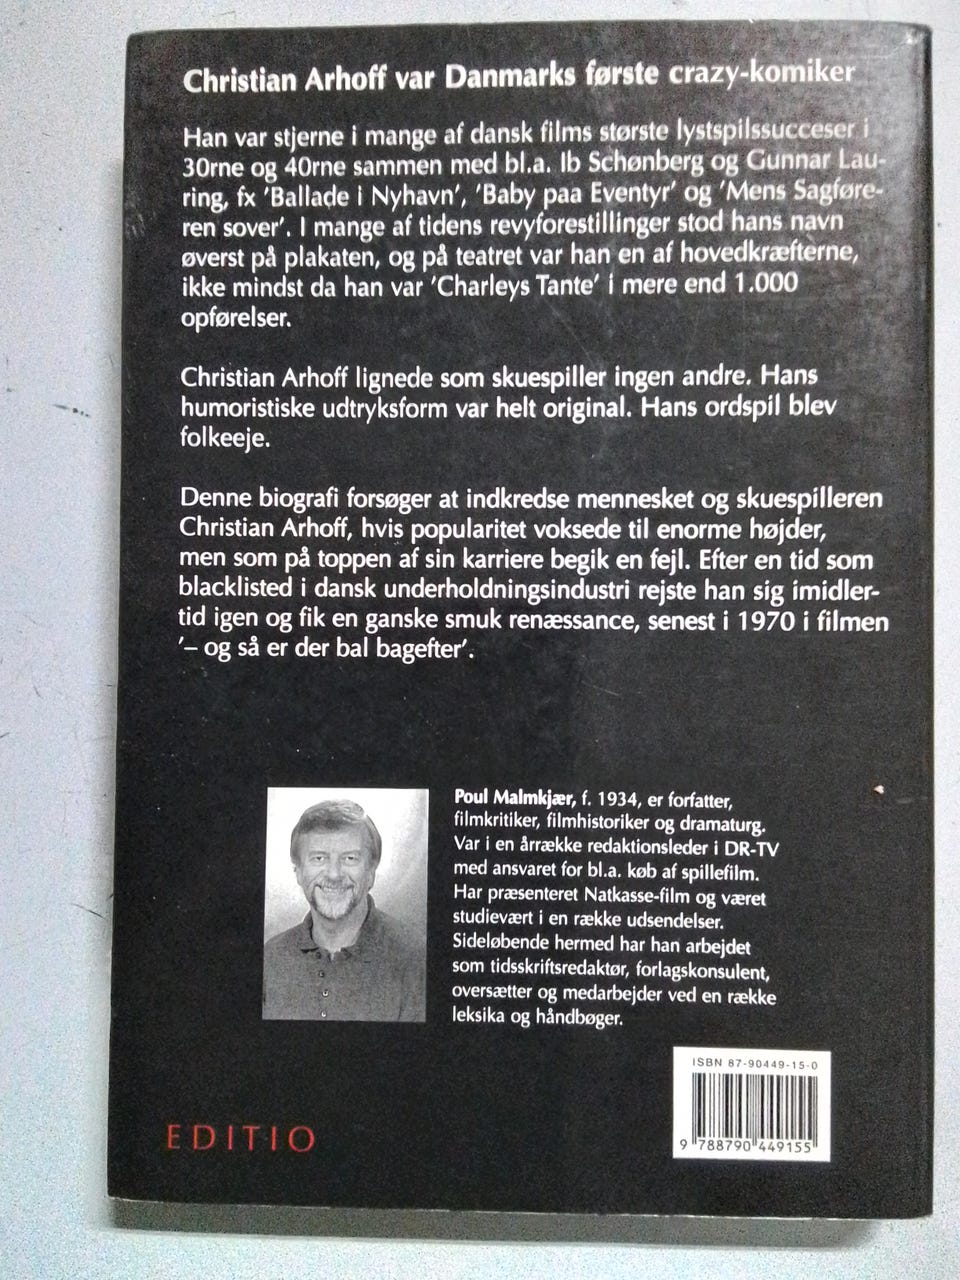 Christian Arhoff var Danmarks første crazy-komiker
Han var stjerne i mange af dansk films største lystspilssucceser i
30rne og 40rne sammen med bl.a. Ib Schønberg og Gunnar Lau-
ring, fx 'Ballade i Nyhavn', 'Baby paa Eventyr' og 'Mens Sagføre-
ren sover'. I mange af tidens revyforestillinger stod hans navn
øverst på plakaten, og på teatret var han en af hovedkræfterne,
ikke mindst da han var 'Charleys Tante' i mere end 1.000
opførelser.
Christian Arhoff lignede som skuespiller ingen andre. Hans
humoristiske udtryksform var helt original. Hans ordspil blev
folkeeje.
Denne biografi forsøger at indkredse mennesket og skuespilleren
Christian Arhoff, hvis popularitet voksede til enorme højder,
men som på toppen af sin karriere begik en fejl. Efter en tid som
blacklisted i dansk underholdningsindustri rejste han sig imidler-
tid igen og fik en ganske smuk renæssance, senest i 1970 i filmen
'– og så er der bal bagefter'.
Poul Malmkjær, f. 1934, er forfatter,
filmkritiker, filmhistoriker og dramaturg.
Var i en årrække redaktionsleder i DR-TV
med ansvaret for bl.a. køb af spillefilm.
Har præsenteret Natkasse-film og været
studievært i en række udsendelser.
Sideløbende hermed har han arbejdet
som tidsskriftsredaktør, forlagskonsulent,
oversætter og medarbejder ved en række
leksika og håndbøger.
ISBN 87-90449-15-0
9 788790 449155
EDITIO